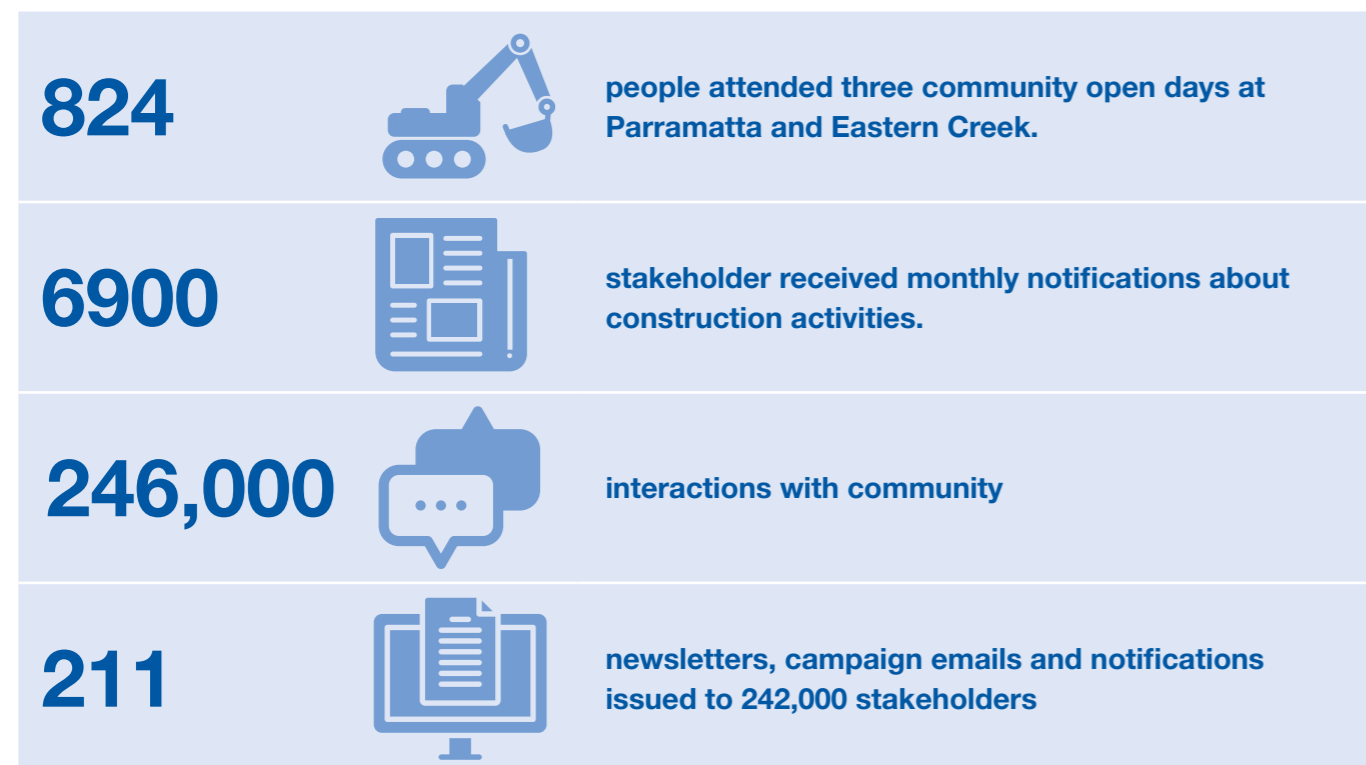 824
people attended three community open days at
Parramatta and Eastern Creek.
6900
stakeholder received monthly notifications about
construction activities.
246,000
interactions with community
211
newsletters, campaign emails and notifications
issued to 242,000 stakeholders